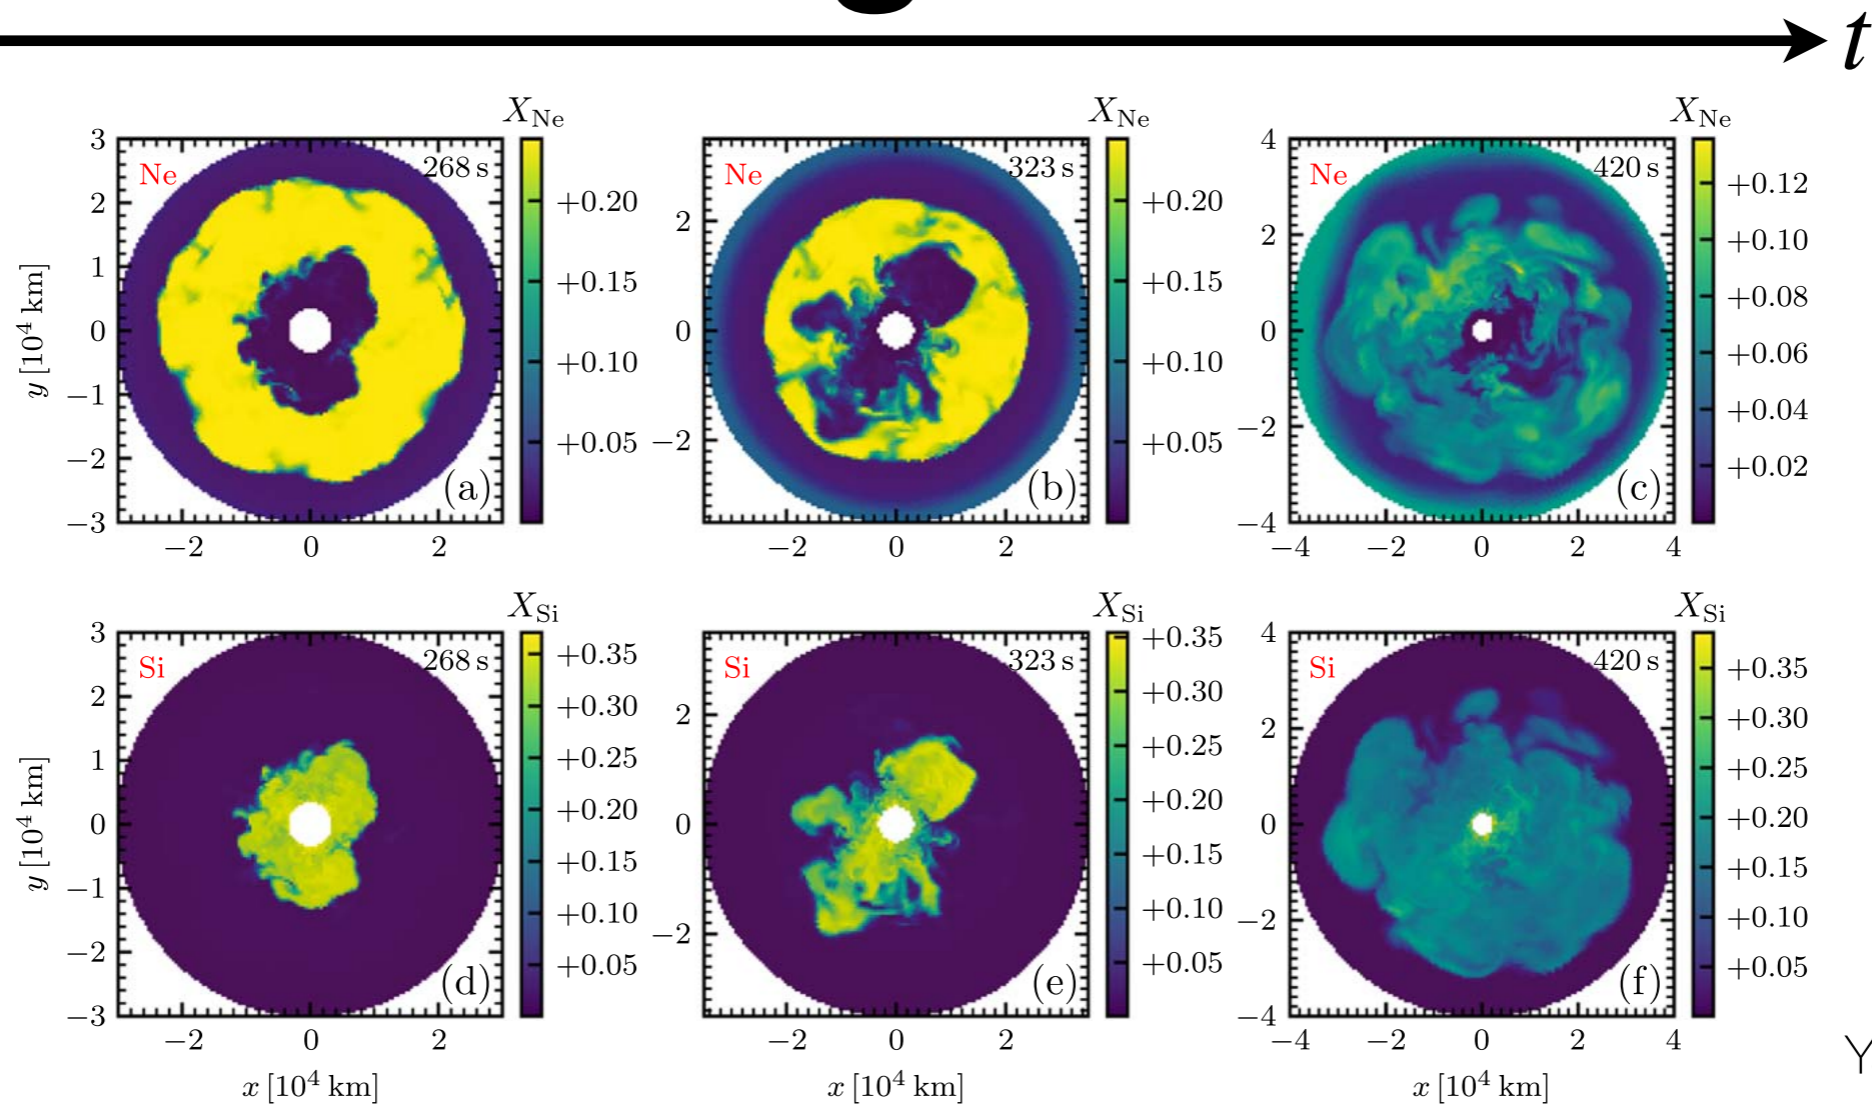 t
X_Ne X_Ne X_Ne
Ne 268 s (a)
3 2 1 0 −1 −2 −3
y [10^4 km]
−2 0 2
+0.20 +0.15 +0.10 +0.05
Ne 323 s (b)
2 0 −2
−2 0 2
+0.20 +0.15 +0.10 +0.05
Ne 420 s (c)
4 2 0 −2 −4
−4 −2 0 2 4
+0.12 +0.10 +0.08 +0.06 +0.04 +0.02
X_Si X_Si X_Si
Si 268 s (d)
3 2 1 0 −1 −2 −3
y [10^4 km]
−2 0 2
x [10^4 km]
+0.35 +0.30 +0.25 +0.20 +0.15 +0.10 +0.05
Si 323 s (e)
2 0 −2
−2 0 2
x [10^4 km]
+0.35 +0.30 +0.25 +0.20 +0.15 +0.10 +0.05
Si 420 s (f)
4 2 0 −2 −4
−4 −2 0 2 4
x [10^4 km]
+0.35 +0.30 +0.25 +0.20 +0.15 +0.10 +0.05